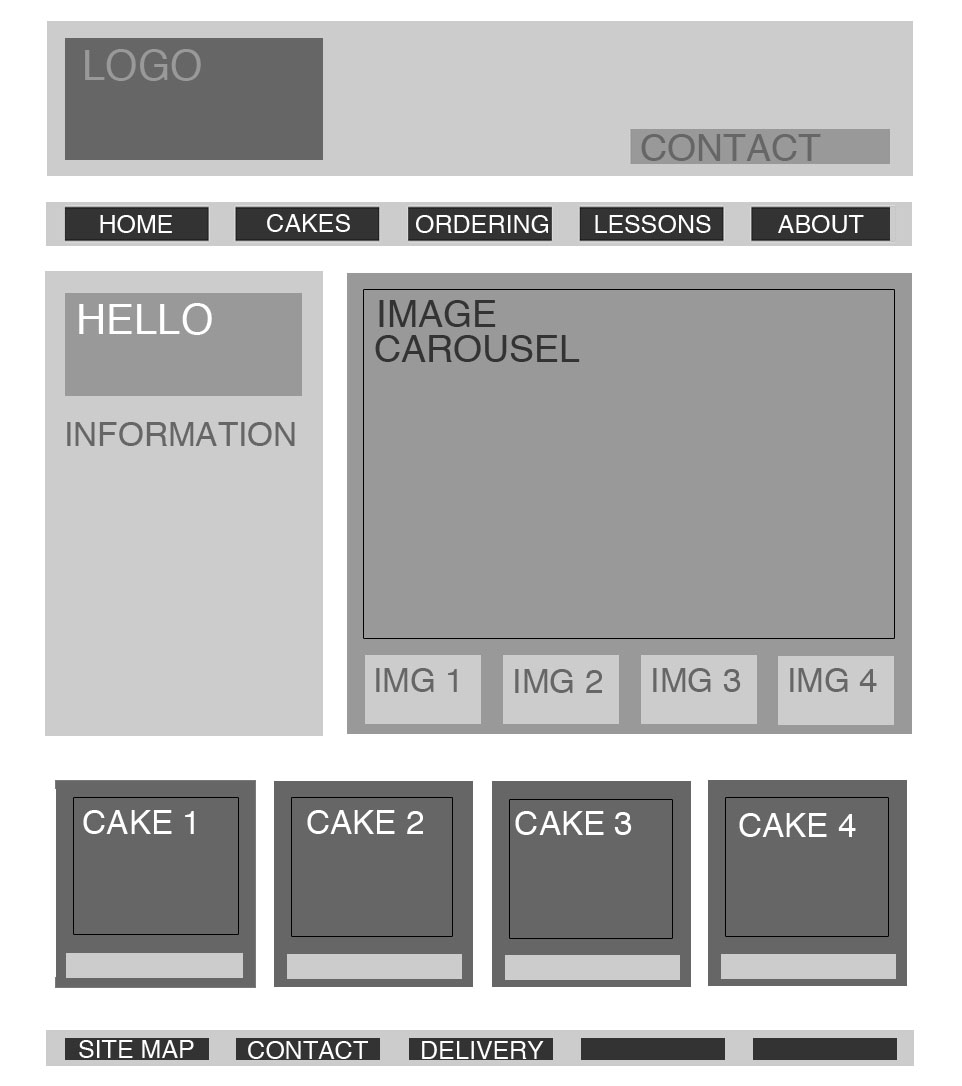 LOGO
CONTACT
HOME CAKES ORDERING LESSONS ABOUT
HELLO
INFORMATION
IMAGE
CAROUSEL
IMG 1 IMG 2 IMG 3 IMG 4
CAKE 1 CAKE 2 CAKE 3 CAKE 4
SITE MAP CONTACT DELIVERY